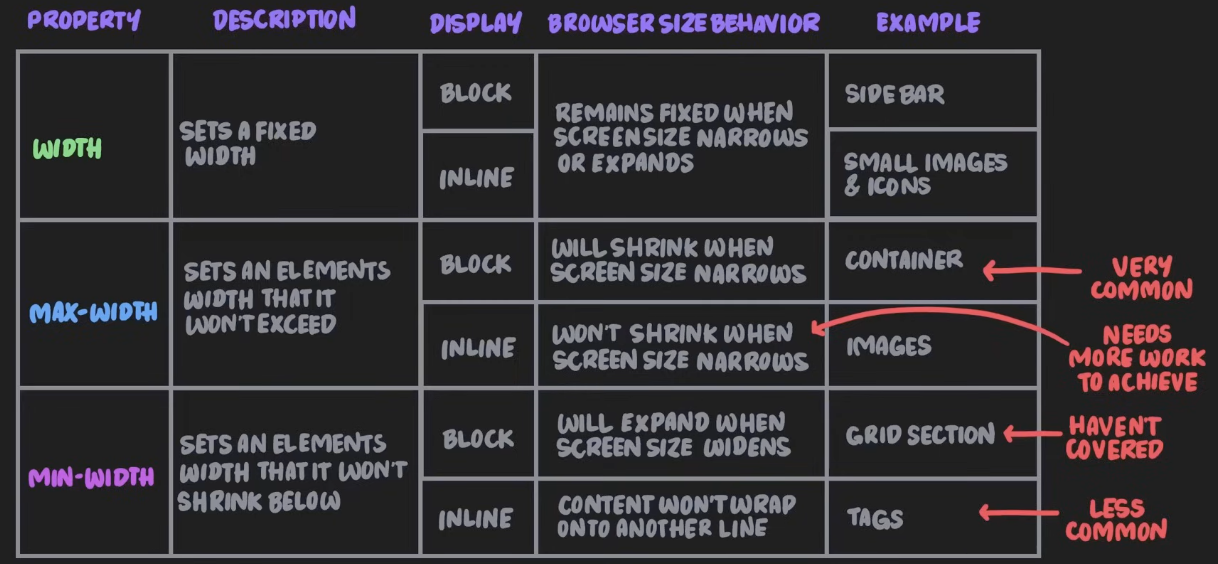 PROPERTY DESCRIPTION DISPLAY BROWSER SIZE BEHAVIOR EXAMPLE
WIDTH
SETS A FIXED
WIDTH
BLOCK
INLINE
REMAINS FIXED WHEN
SCREEN SIZE NARROWS
OR EXPANDS
SIDE BAR
SMALL IMAGES
& ICONS
MAX-WIDTH
SETS AN ELEMENTS
WIDTH THAT IT
WON'T EXCEED
BLOCK
WILL SHRINK WHEN
SCREEN SIZE NARROWS
CONTAINER
VERY
COMMON
INLINE
WON'T SHRINK WHEN
SCREEN SIZE NARROWS
IMAGES
NEEDS
MORE WORK
TO ACHIEVE
MIN-WIDTH
SETS AN ELEMENTS
WIDTH THAT IT WON'T
SHRINK BELOW
BLOCK
WILL EXPAND WHEN
SCREEN SIZE WIDENS
GRID SECTION
HAVEN'T
COVERED
INLINE
CONTENT WON'T WRAP
ONTO ANOTHER LINE
TAGS
LESS
COMMON